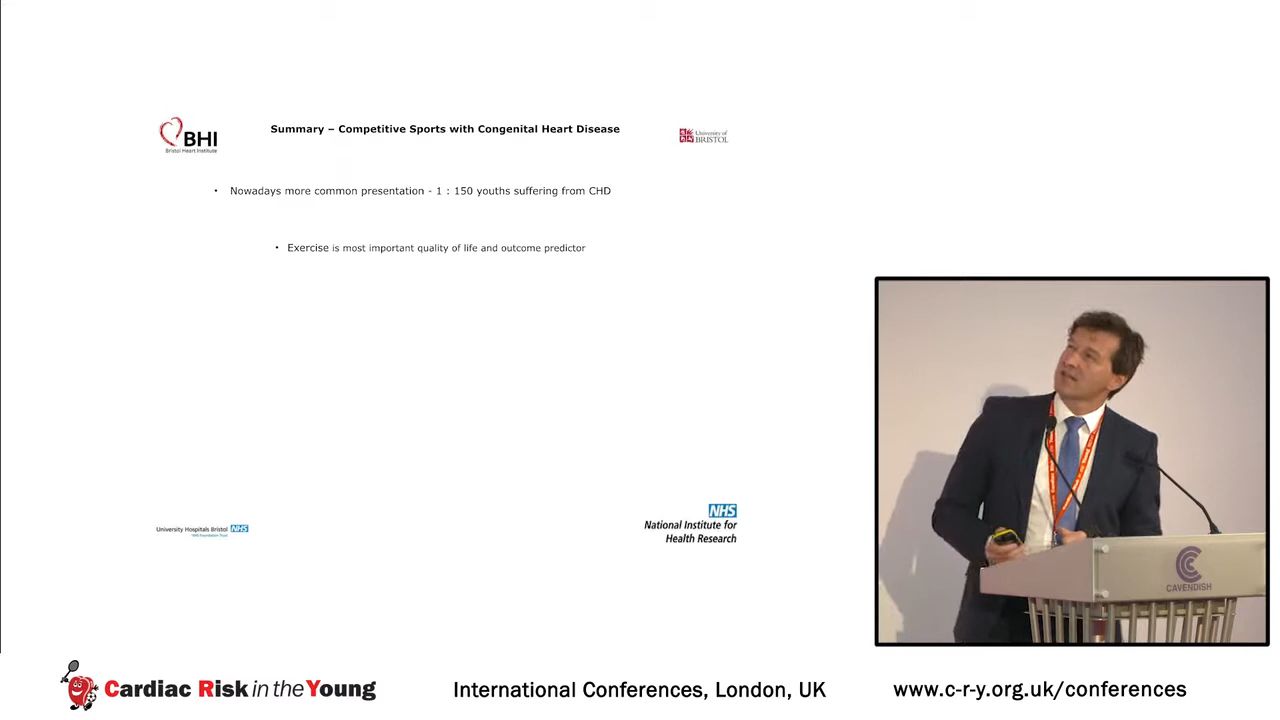 BHI
Bristol Heart Institute
Summary – Competitive Sports with Congenital Heart Disease
University of
BRISTOL
• Nowadays more common presentation - 1 : 150 youths suffering from CHD
• Exercise is most important quality of life and outcome predictor
University Hospitals Bristol NHS
NHS Foundation Trust
NHS
National Institute for
Health Research
CAVENDISH
Cardiac Risk in the Young
International Conferences, London, UK
www.c-r-y.org.uk/conferences